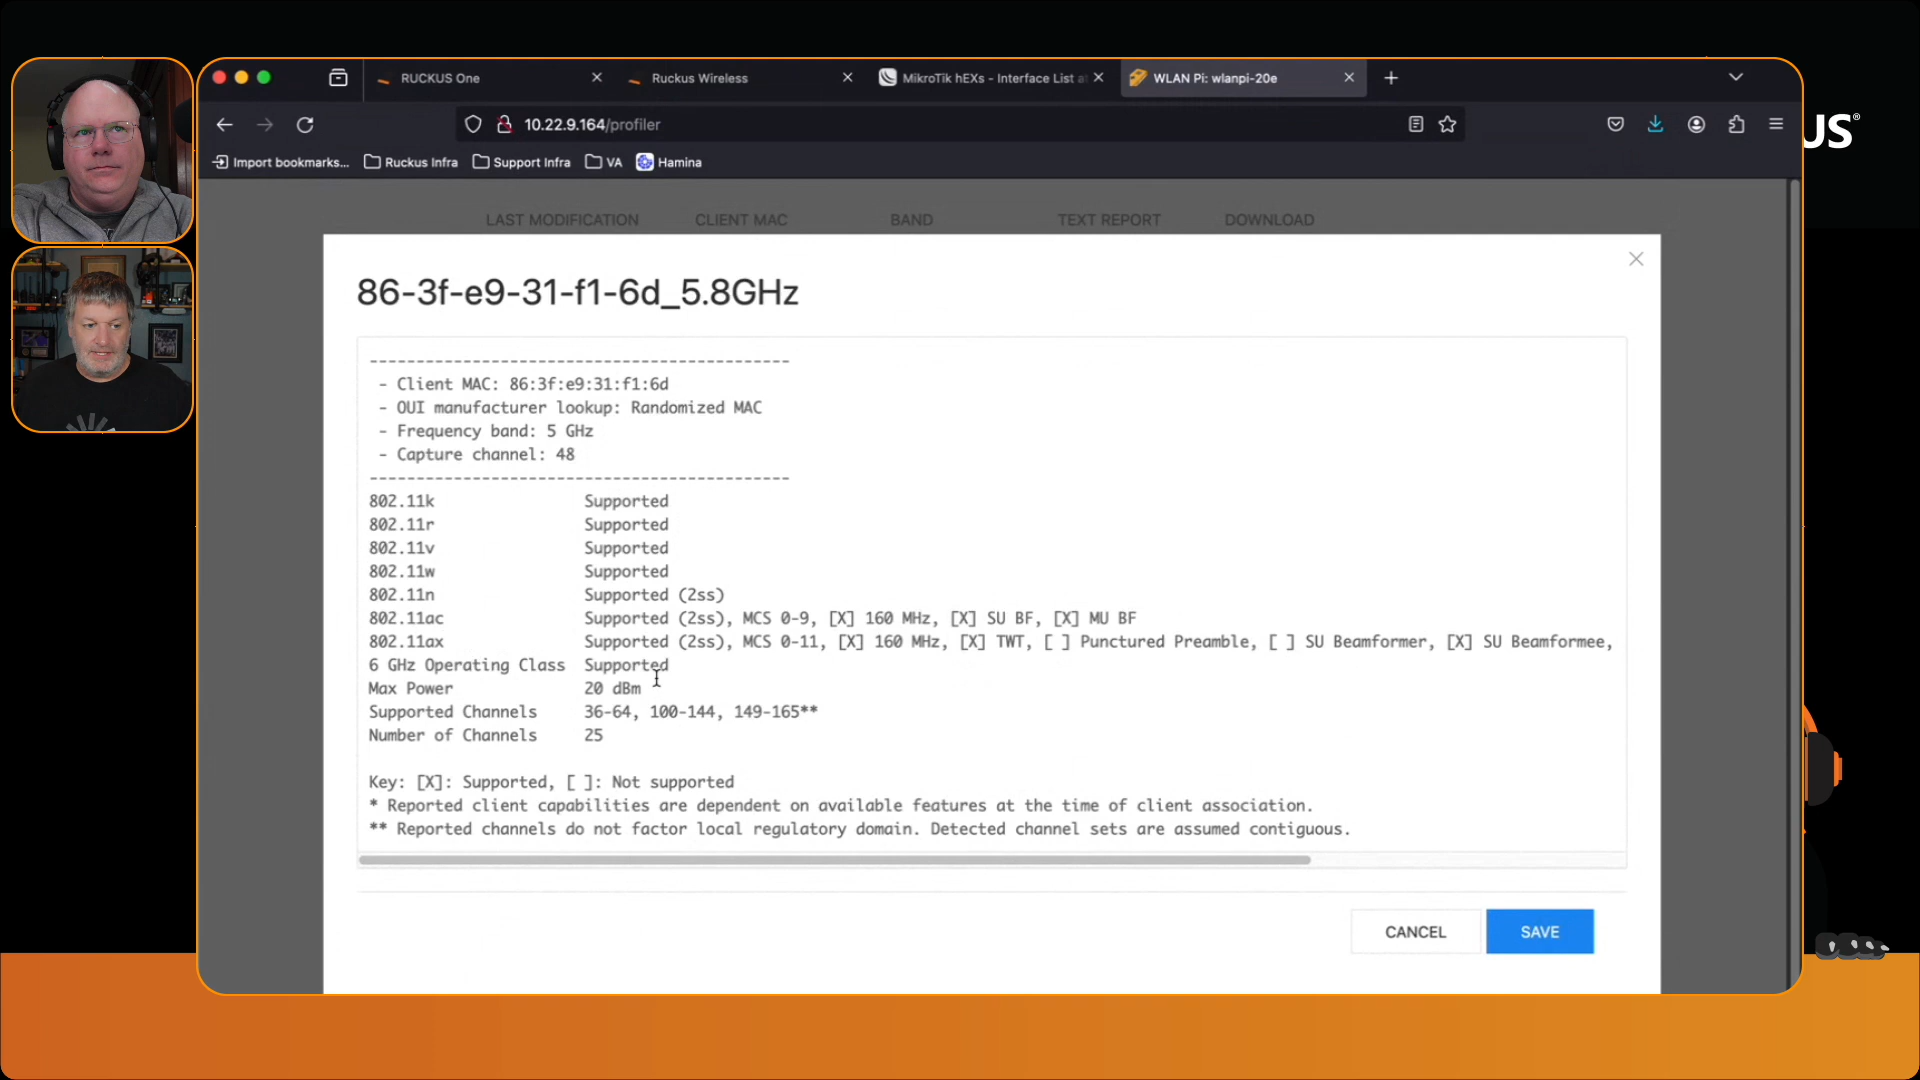 RUCKUS One
Ruckus Wireless
MikroTik hEXs - Interface List a
WLAN Pi: wlanpi-20e
10.22.9.164/profiler
US®
Import bookmarks...
Ruckus Infra
Support Infra
VA
Hamina
LAST MODIFICATION CLIENT MAC BAND TEXT REPORT DOWNLOAD
86-3f-e9-31-f1-6d_5.8GHz
---------------------------------------------
- Client MAC: 86:3f:e9:31:f1:6d
- OUI manufacturer lookup: Randomized MAC
- Frequency band: 5 GHz
- Capture channel: 48
---------------------------------------------
802.11k Supported
802.11r Supported
802.11v Supported
802.11w Supported
802.11n Supported (2ss)
802.11ac Supported (2ss), MCS 0-9, [X] 160 MHz, [X] SU BF, [X] MU BF
802.11ax Supported (2ss), MCS 0-11, [X] 160 MHz, [X] TWT, [ ] Punctured Preamble, [ ] SU Beamformer, [X] SU Beamformee,
6 GHz Operating Class Supported
Max Power 20 dBm
Supported Channels 36-64, 100-144, 149-165**
Number of Channels 25
Key: [X]: Supported, [ ]: Not supported
* Reported client capabilities are dependent on available features at the time of client association.
** Reported channels do not factor local regulatory domain. Detected channel sets are assumed contiguous.
CANCEL
SAVE